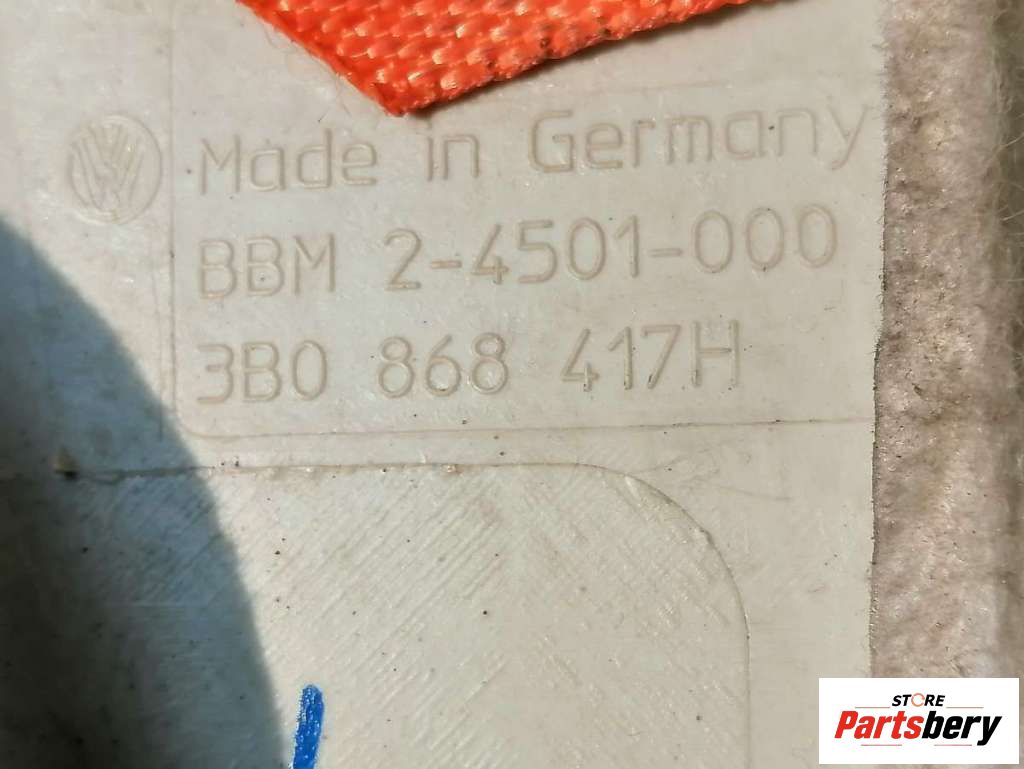 Made in Germany
BBM 2-4501-000
3B0 868 417H
STORE
Partsbery